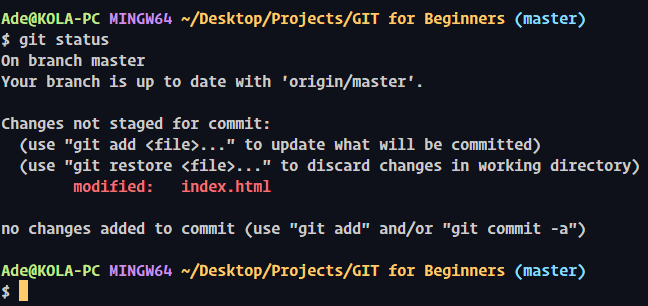 Ade@KOLA-PC MINGW64 ~/Desktop/Projects/GIT for Beginners (master)
$ git status
On branch master
Your branch is up to date with 'origin/master'.

Changes not staged for commit:
  (use "git add <file>..." to update what will be committed)
  (use "git restore <file>..." to discard changes in working directory)
        modified:   index.html

no changes added to commit (use "git add" and/or "git commit -a")

Ade@KOLA-PC MINGW64 ~/Desktop/Projects/GIT for Beginners (master)
$